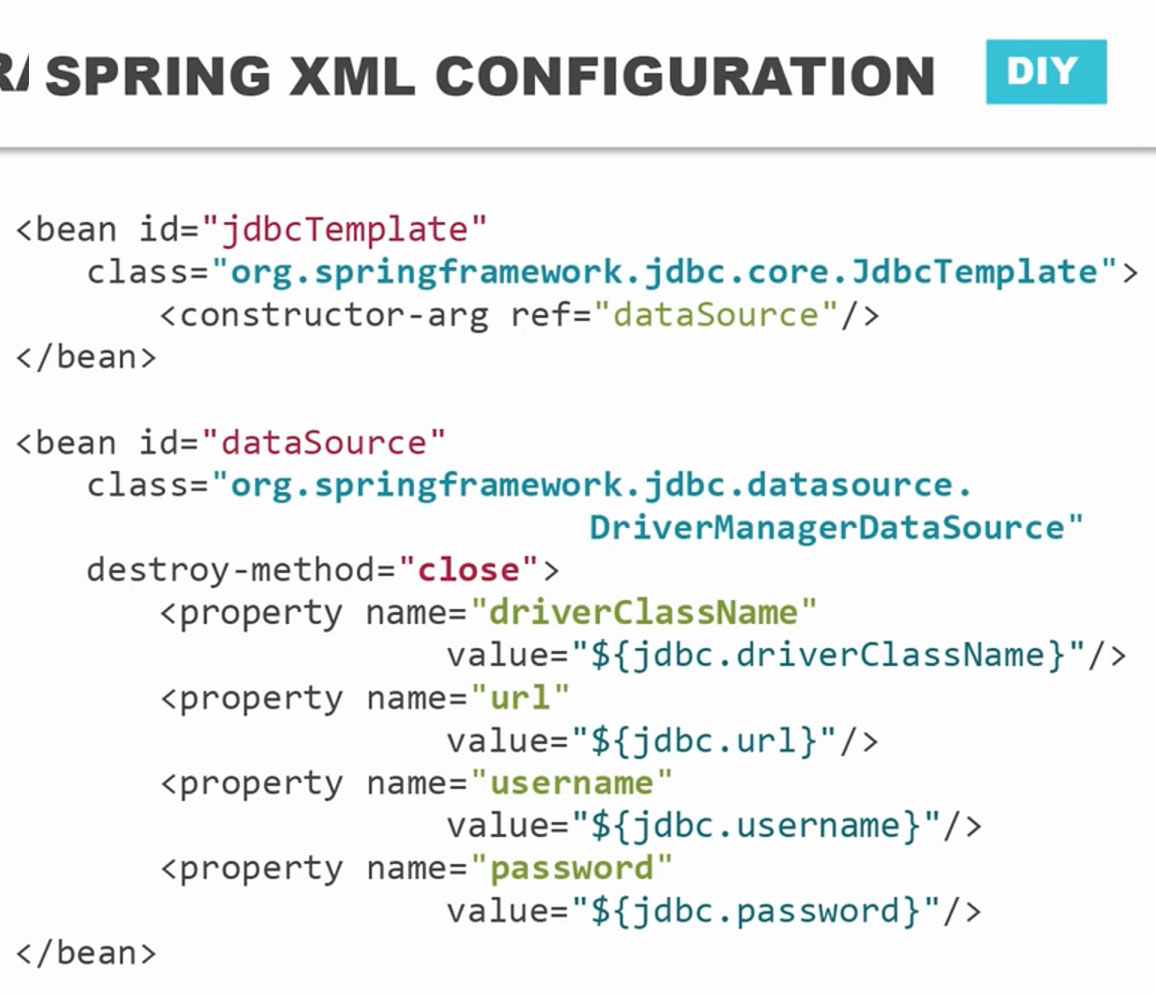 SPRING XML CONFIGURATION DIY
<bean id="jdbcTemplate"
class="org.springframework.jdbc.core.JdbcTemplate">
<constructor-arg ref="dataSource"/>
</bean>
<bean id="dataSource"
class="org.springframework.jdbc.datasource.
DriverManagerDataSource"
destroy-method="close">
<property name="driverClassName"
value="${jdbc.driverClassName}"/>
<property name="url"
value="${jdbc.url}"/>
<property name="username"
value="${jdbc.username}"/>
<property name="password"
value="${jdbc.password}"/>
</bean>